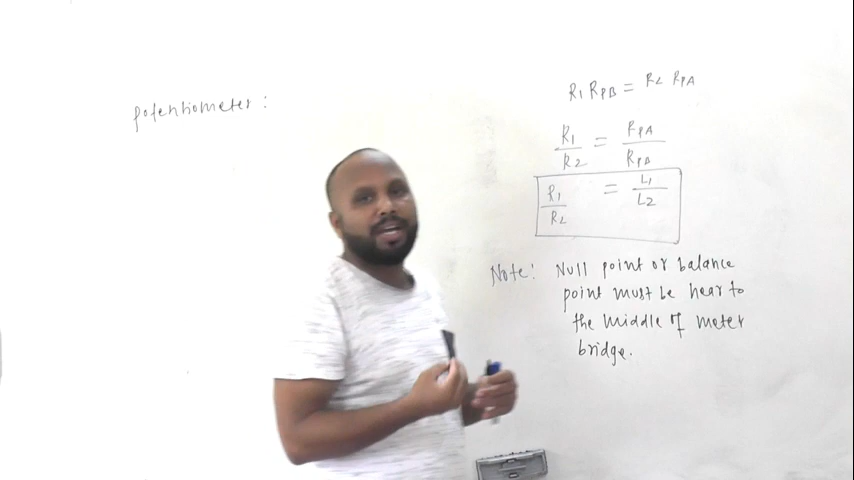 potentiometer :
R1 RPB = R2 RPA
R1/R2 = RPA/RPB
R1/R2 = L1/L2
Note: Null point or balance
point must be near to
the middle of meter
bridge.